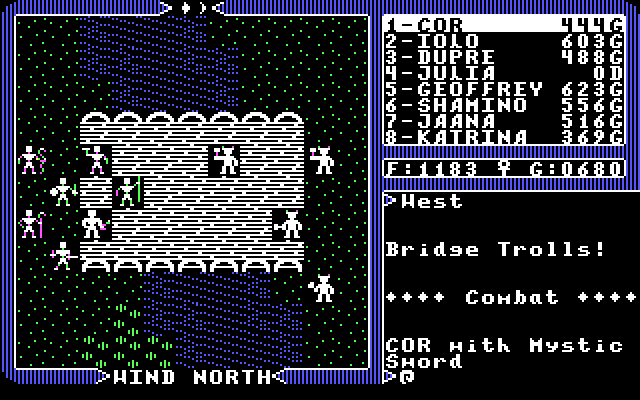 1-COR 444G
2-IOLO 603G
3-DUPRE 488G
4-JULIA 0D
5-GEOFFREY 623G
6-SHAMINO 556G
7-JAANA 516G
8-KATRINA 369G
F:1183 ♀ G:0680
West
Bridge Trolls!
♦♦♦♦ Combat ♦♦♦♦
COR with Mystic
Sword
@
WIND NORTH